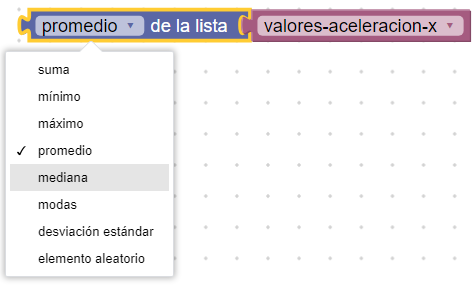 promedio de la lista valores-aceleracion-x
suma
mínimo
máximo
promedio
mediana
modas
desviación estándar
elemento aleatorio